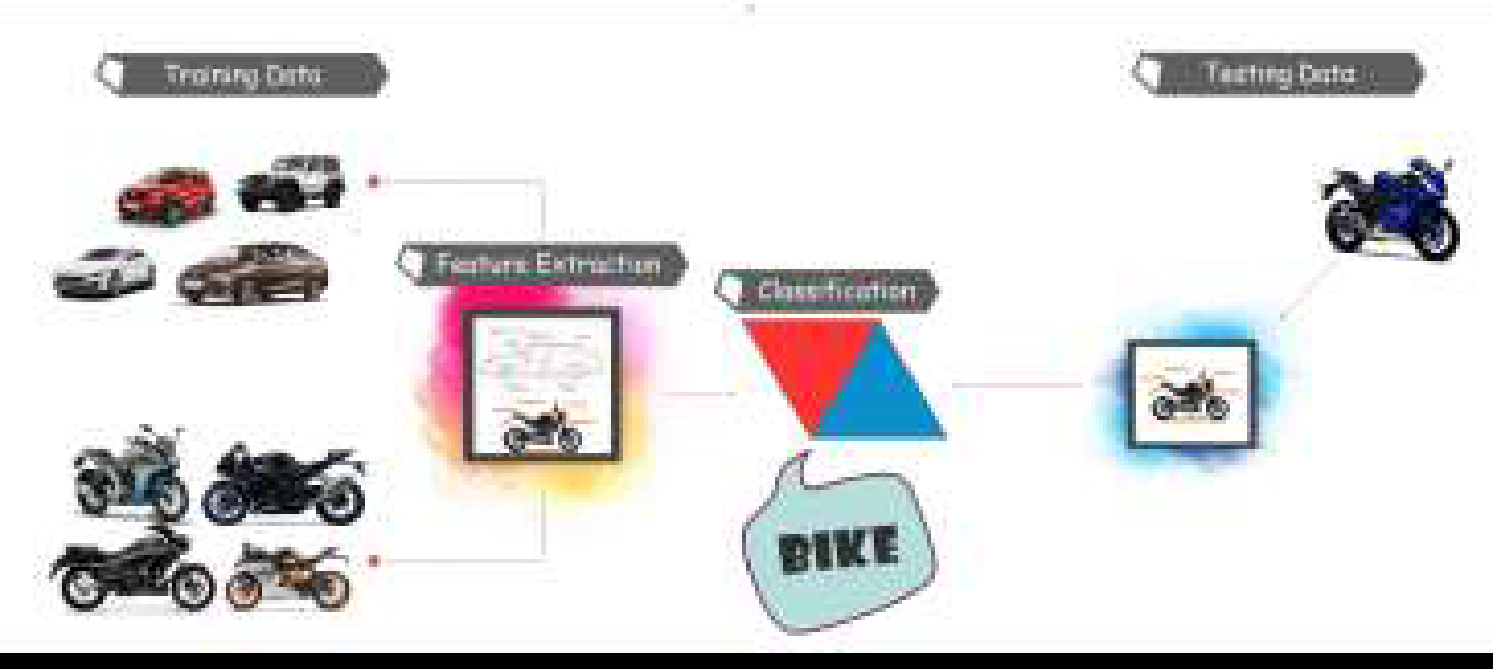 Training Data
Testing Data
Feature Extraction
Classification
BIKE